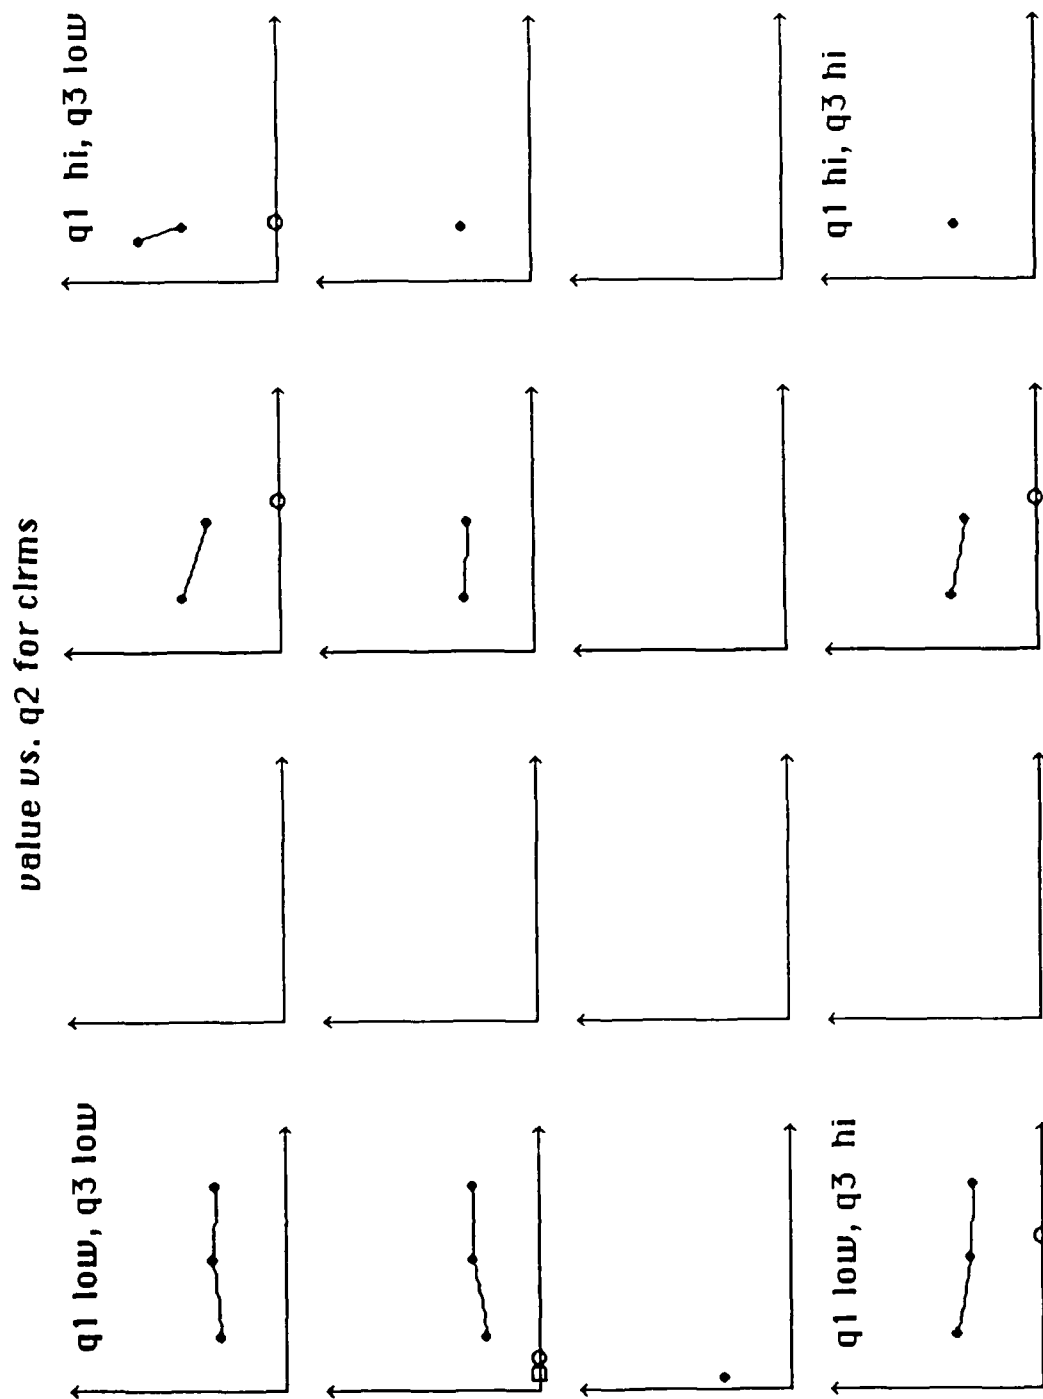 value vs. q2 for clrms
q1 low, q3 low
q1 hi, q3 low
q1 low, q3 hi
q1 hi, q3 hi